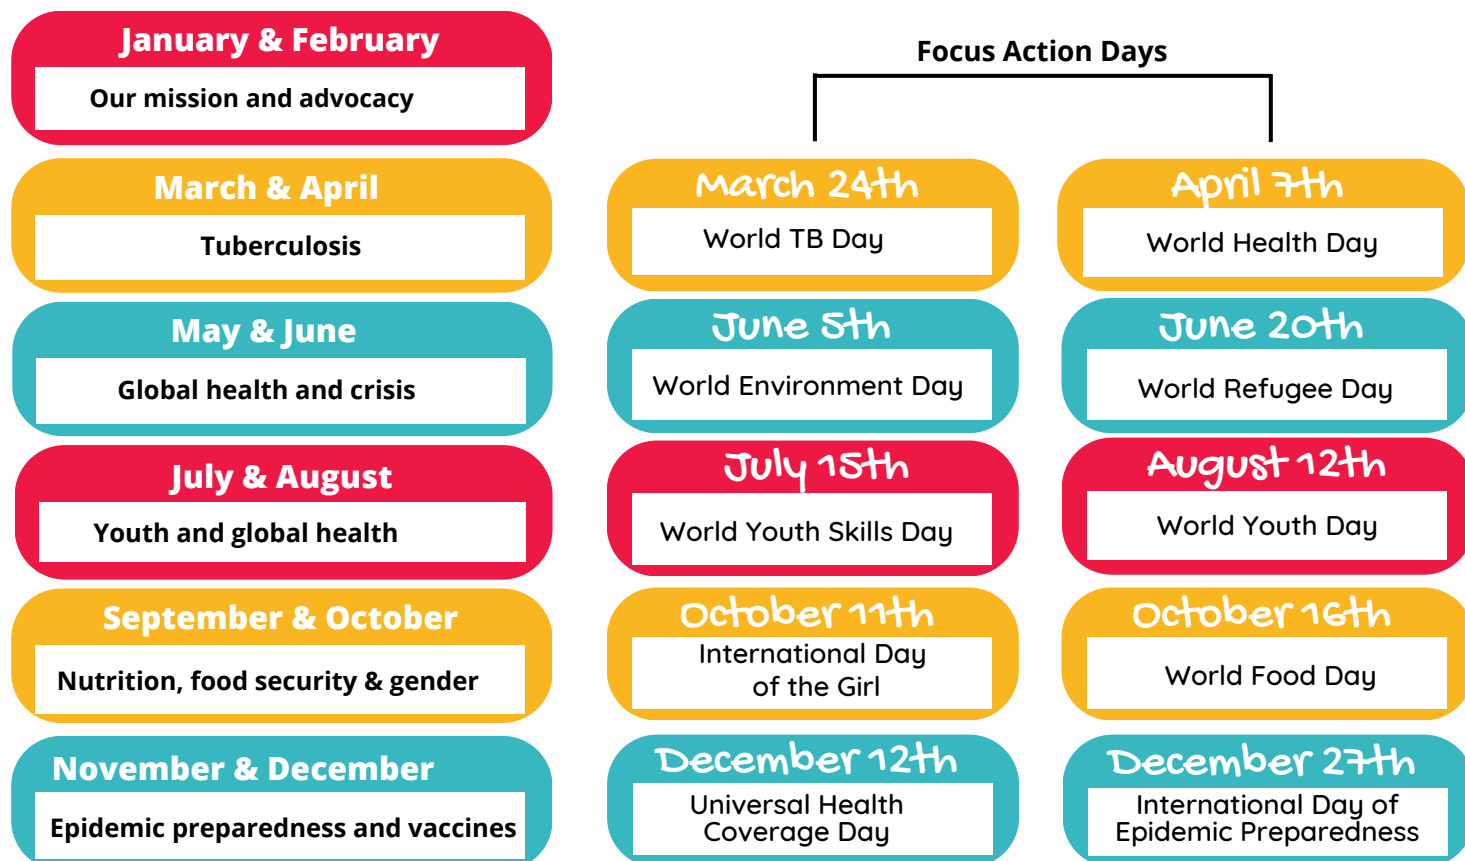 January & February
Our mission and advocacy
Focus Action Days
March & April
Tuberculosis
March 24th
World TB Day
April 7th
World Health Day
May & June
Global health and crisis
June 5th
World Environment Day
June 20th
World Refugee Day
July & August
Youth and global health
July 15th
World Youth Skills Day
August 12th
World Youth Day
September & October
Nutrition, food security & gender
October 11th
International Day
of the Girl
October 16th
World Food Day
November & December
Epidemic preparedness and vaccines
December 12th
Universal Health
Coverage Day
December 27th
International Day of
Epidemic Preparedness